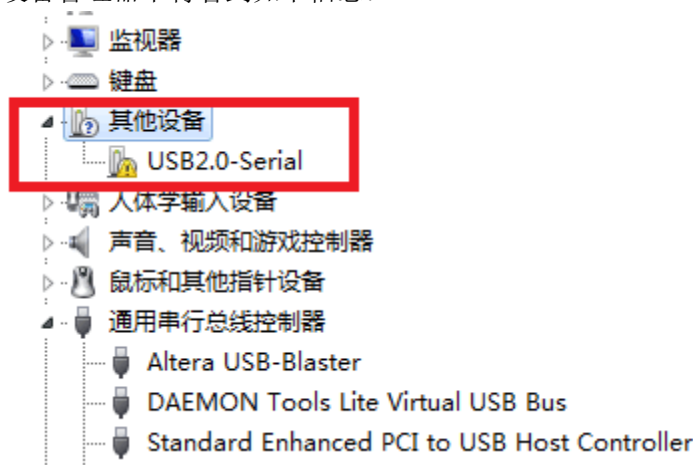 监视器
键盘
其他设备
USB2.0-Serial
人体学输入设备
声音、视频和游戏控制器
鼠标和其他指针设备
通用串行总线控制器
Altera USB-Blaster
DAEMON Tools Lite Virtual USB Bus
Standard Enhanced PCI to USB Host Controller